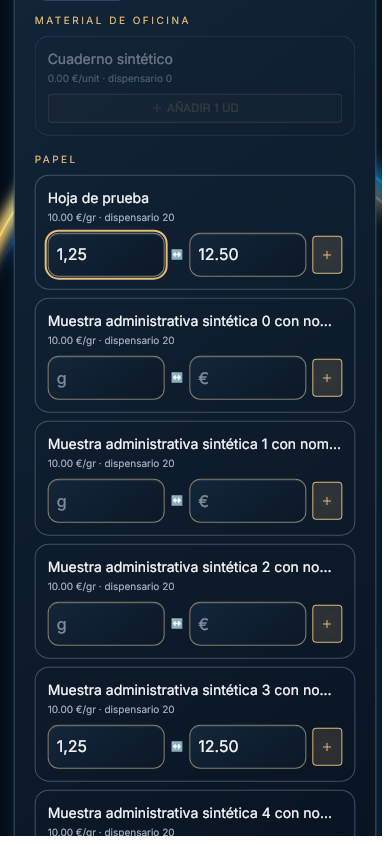 MATERIAL DE OFICINA
Cuaderno sintético
0.00 €/unit · dispensario 0
+ AÑADIR 1 UD
PAPEL
Hoja de prueba
10.00 €/gr · dispensario 20
1,25 ↔ 12.50 +
Muestra administrativa sintética 0 con no...
10.00 €/gr · dispensario 20
g ↔ € +
Muestra administrativa sintética 1 con nom...
10.00 €/gr · dispensario 20
g ↔ € +
Muestra administrativa sintética 2 con no...
10.00 €/gr · dispensario 20
g ↔ € +
Muestra administrativa sintética 3 con no...
10.00 €/gr · dispensario 20
1,25 ↔ 12.50 +
Muestra administrativa sintética 4 con no...
10.00 €/gr · dispensario 20